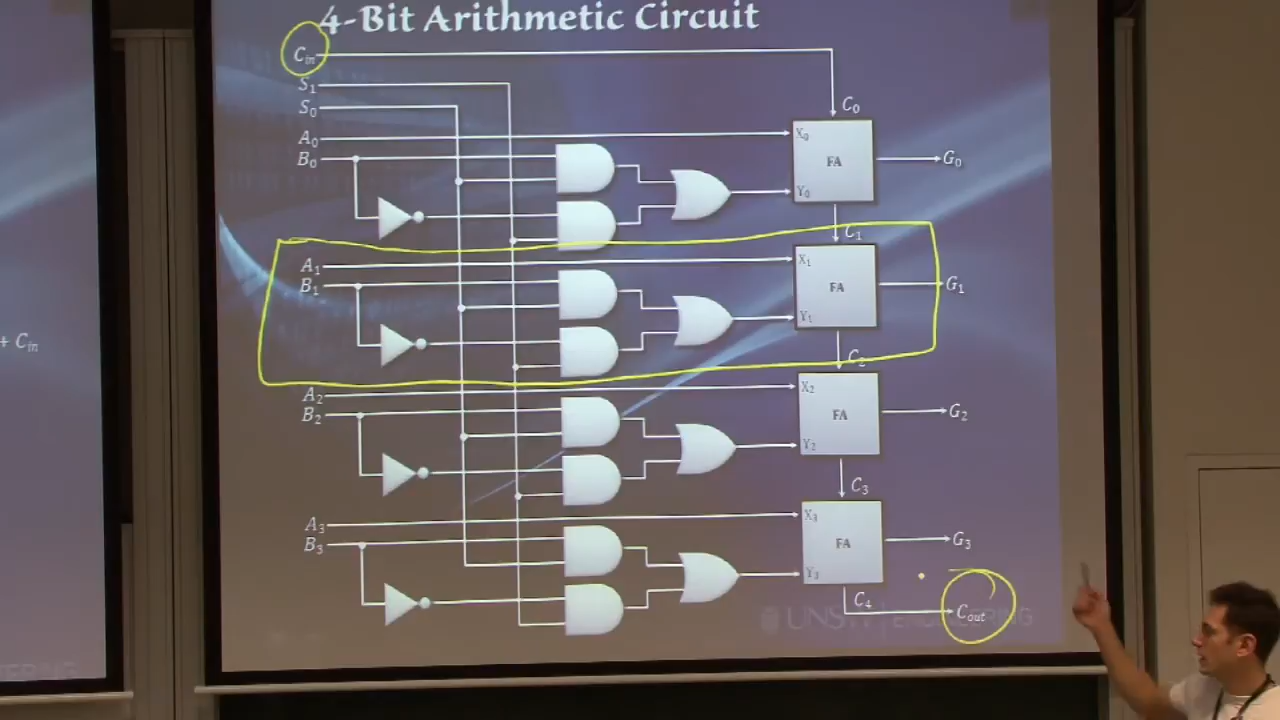 4-Bit Arithmetic Circuit
Cin
S1
S0
C0
A0
X0
B0
FA
G0
Y0
C1
A1
X1
B1
FA
G1
Y1
+ Cin
C2
A2
X2
B2
FA
G2
Y2
C3
A3
X3
B3
FA
G3
Y3
C4
Cout
UNSW ENGINEERING